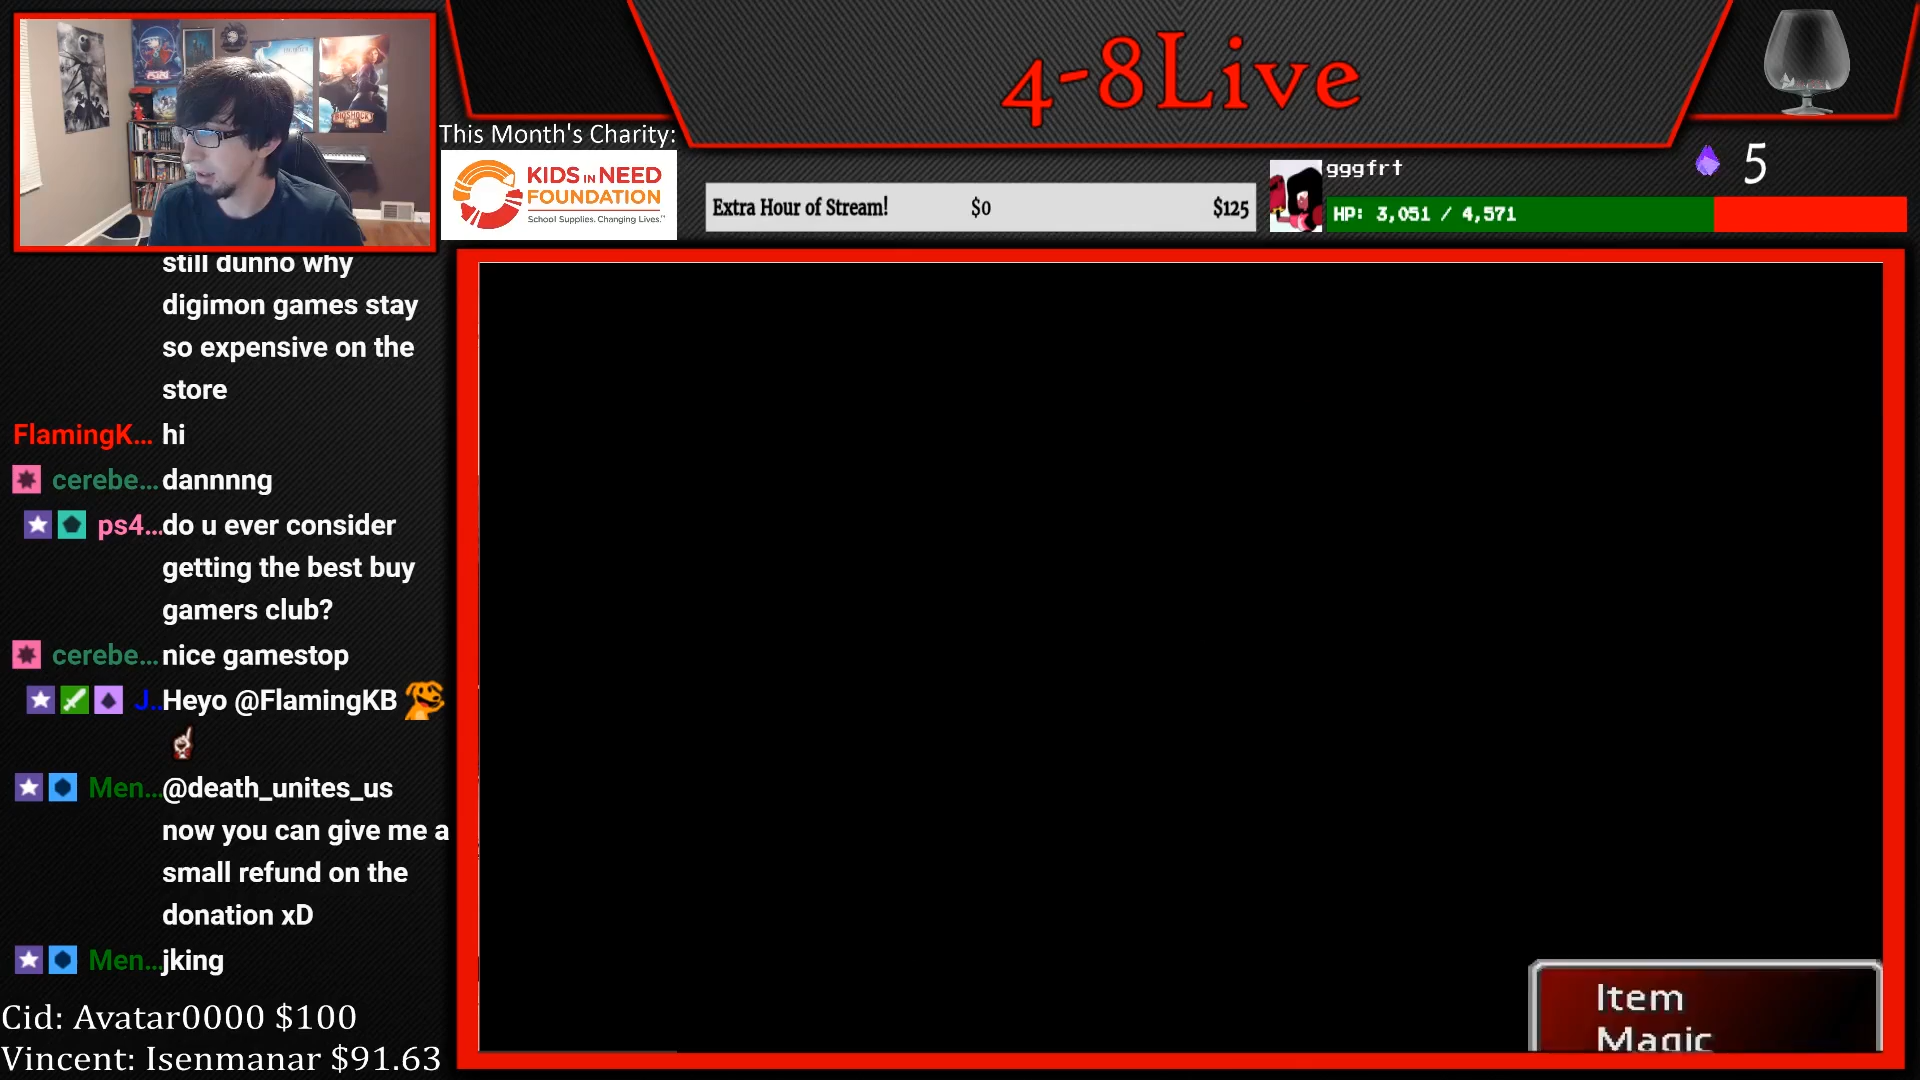 4-8Live
This Month's Charity:
KIDS IN NEED
FOUNDATION
School Supplies. Changing Lives.™
Extra Hour of Stream! $0 $125
gggfrt
5
HP: 3,051 / 4,571
BIOSHOCK
still dunno why
digimon games stay
so expensive on the
store
FlamingK... hi
cerebe... dannnng
ps4... do u ever consider
getting the best buy
gamers club?
cerebe... nice gamestop
J.. Heyo @FlamingKB
Men... @death_unites_us
now you can give me a
small refund on the
donation xD
Men... jking
Cid: Avatar0000 $100
Vincent: Isenmanar $91.63
Item
Magic